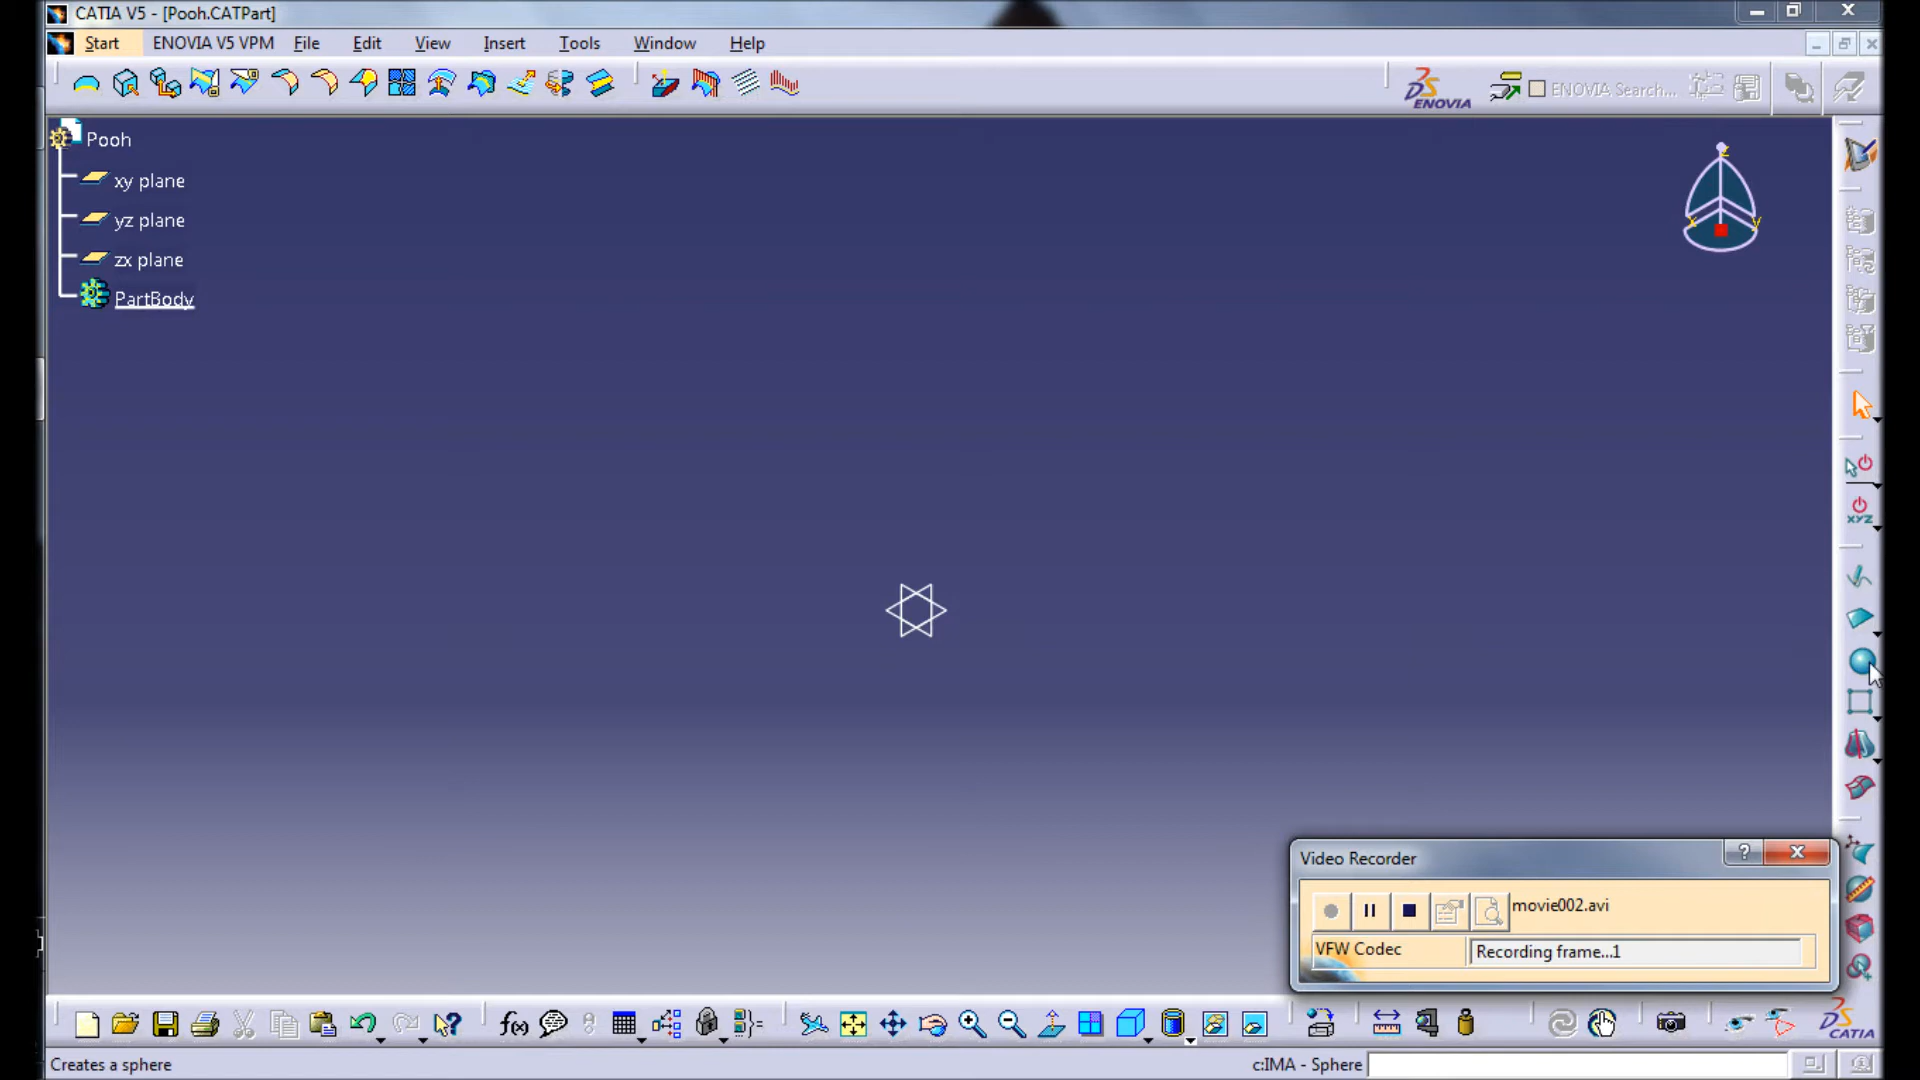 CATIA V5 - [Pooh.CATPart]
Start ENOVIA V5 VPM File Edit View Insert Tools Window Help
ENOVIA ENOVIA Search...
Pooh
xy plane
yz plane
zx plane
PartBody
z
x y
XYZ
Video Recorder
movie002.avi
VFW Codec Recording frame...1
f(x)
CATIA
Creates a sphere c:IMA - Sphere